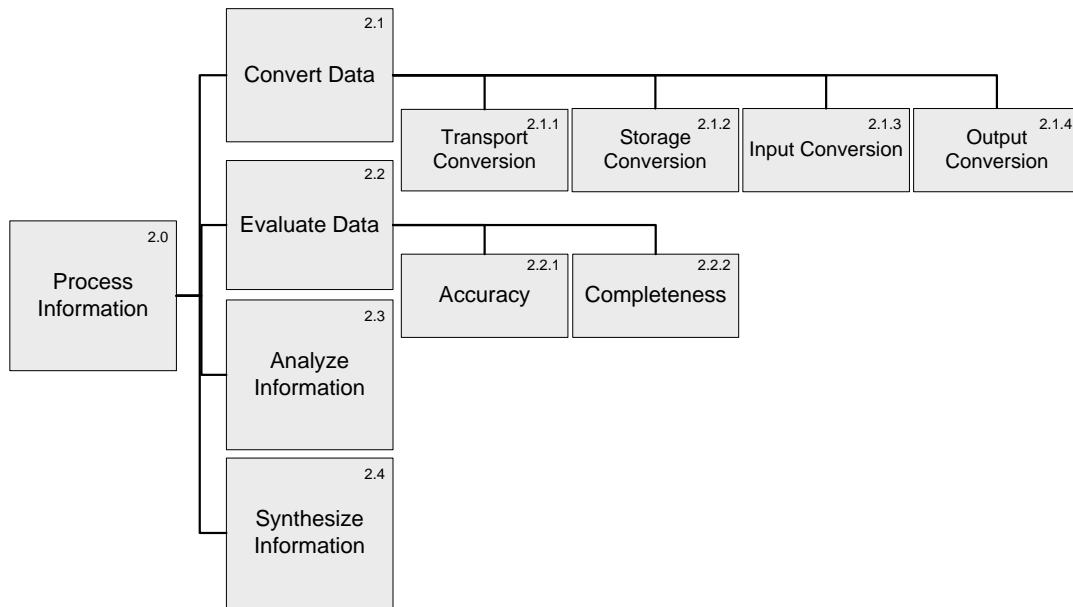 2.0
Process
Information
2.1
Convert Data
2.1.1
Transport
Conversion
2.1.2
Storage
Conversion
2.1.3
Input Conversion
2.1.4
Output
Conversion
2.2
Evaluate Data
2.2.1
Accuracy
2.2.2
Completeness
2.3
Analyze
Information
2.4
Synthesize
Information